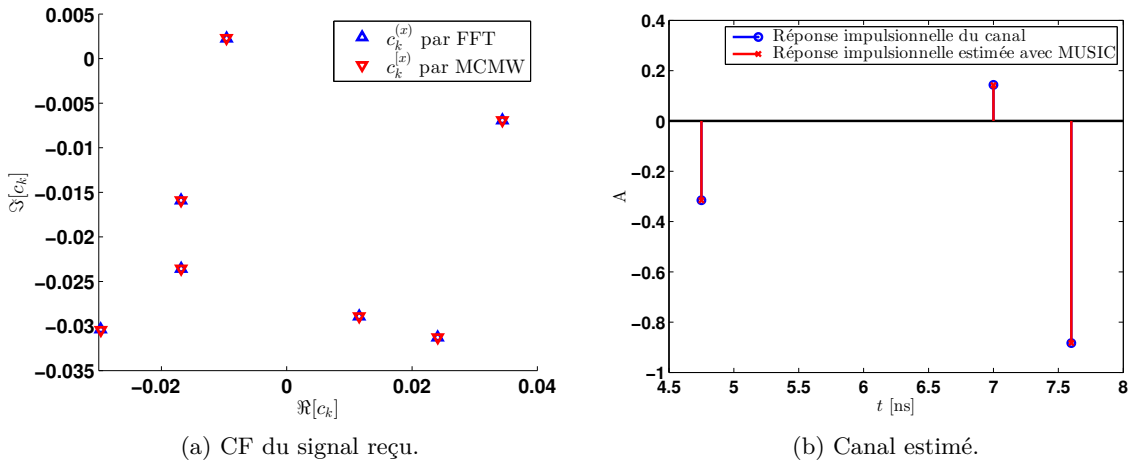 0.005
0
−0.005
−0.01
−0.015
−0.02
−0.025
−0.03
−0.035
ℑ[c_k]
−0.02 0 0.02 0.04
ℜ[c_k]
c_k^{(x)} par FFT
c_k^{[x)} par MCMW
(a) CF du signal reçu.
0.4
0.2
0
−0.2
−0.4
−0.6
−0.8
−1
A
4.5 5 5.5 6 6.5 7 7.5 8
t [ns]
Réponse impulsionnelle du canal
Réponse impulsionnelle estimée avec MUSIC
(b) Canal estimé.